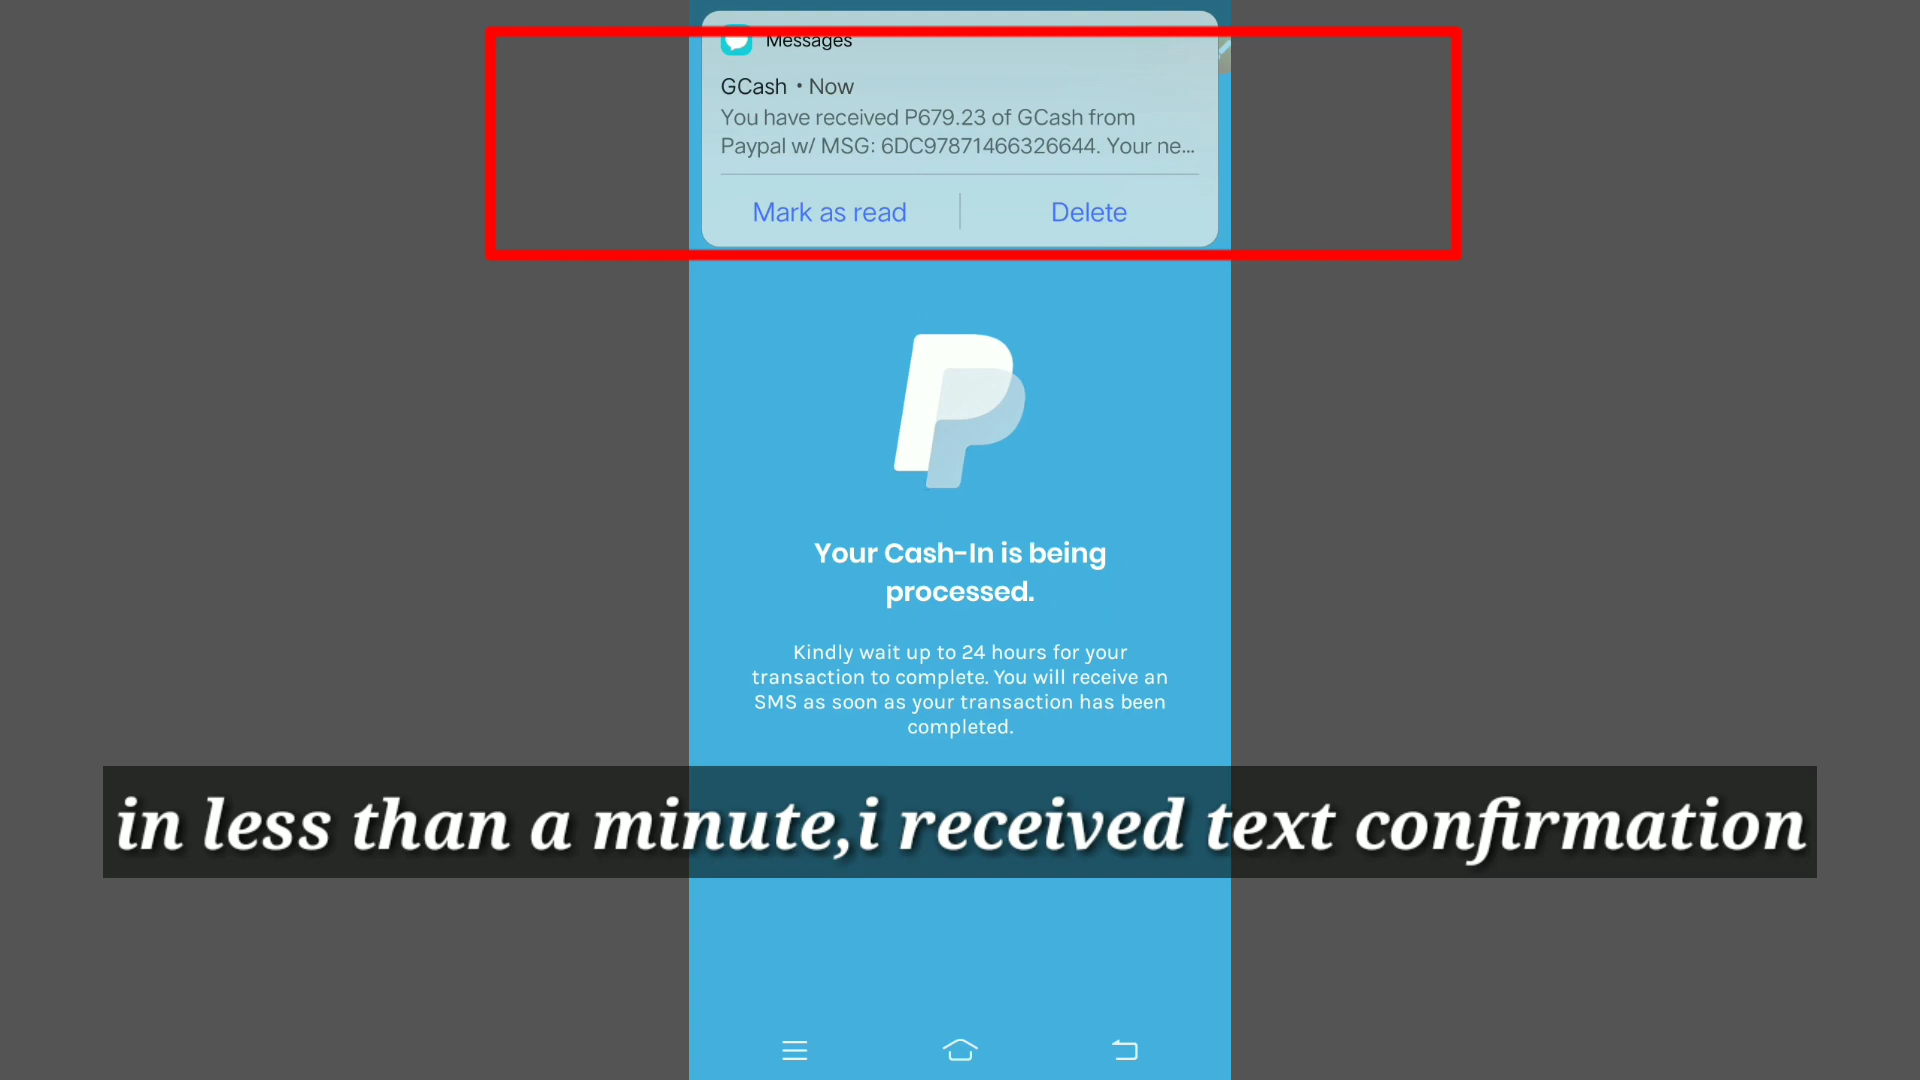 Messages
GCash • Now
You have received P679.23 of GCash from
Paypal w/ MSG: 6DC97871466326644. Your ne...
Mark as read
Delete
Your Cash-In is being
processed.
Kindly wait up to 24 hours for your
transaction to complete. You will receive an
SMS as soon as your transaction has been
completed.
in less than a minute,i received text confirmation